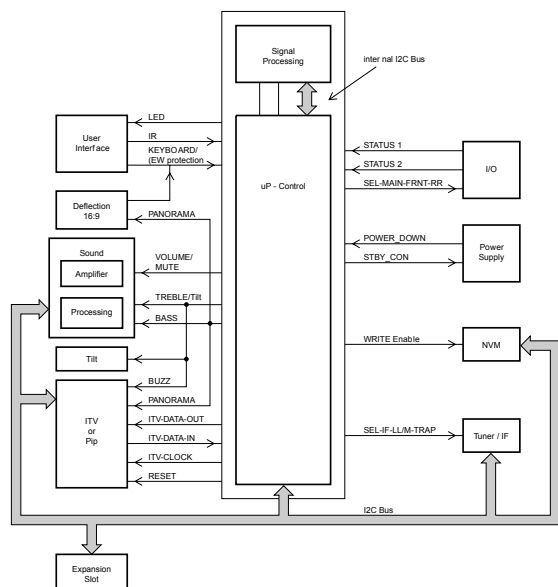 Signal
Processing
inter nal I2C Bus
LED
User
Interface
IR
KEYBOARD/
(EW protection
STATUS 1
STATUS 2
I/O
uP - Control
SEL-MAIN-FRNT-RR
Deflection
16:9
PANORAMA
POWER_DOWN
Power
Supply
STBY_CON
Sound
Amplifier
VOLUME/
MUTE
Processing
TREBLE/Tilt
BASS
WRITE Enable
NVM
Tilt
BUZZ
PANORAMA
ITV
or
Pip
ITV-DATA-OUT
ITV-DATA-IN
SEL-IF-LL/M-TRAP
Tuner / IF
ITV-CLOCK
RESET
I2C Bus
Expansion
Slot